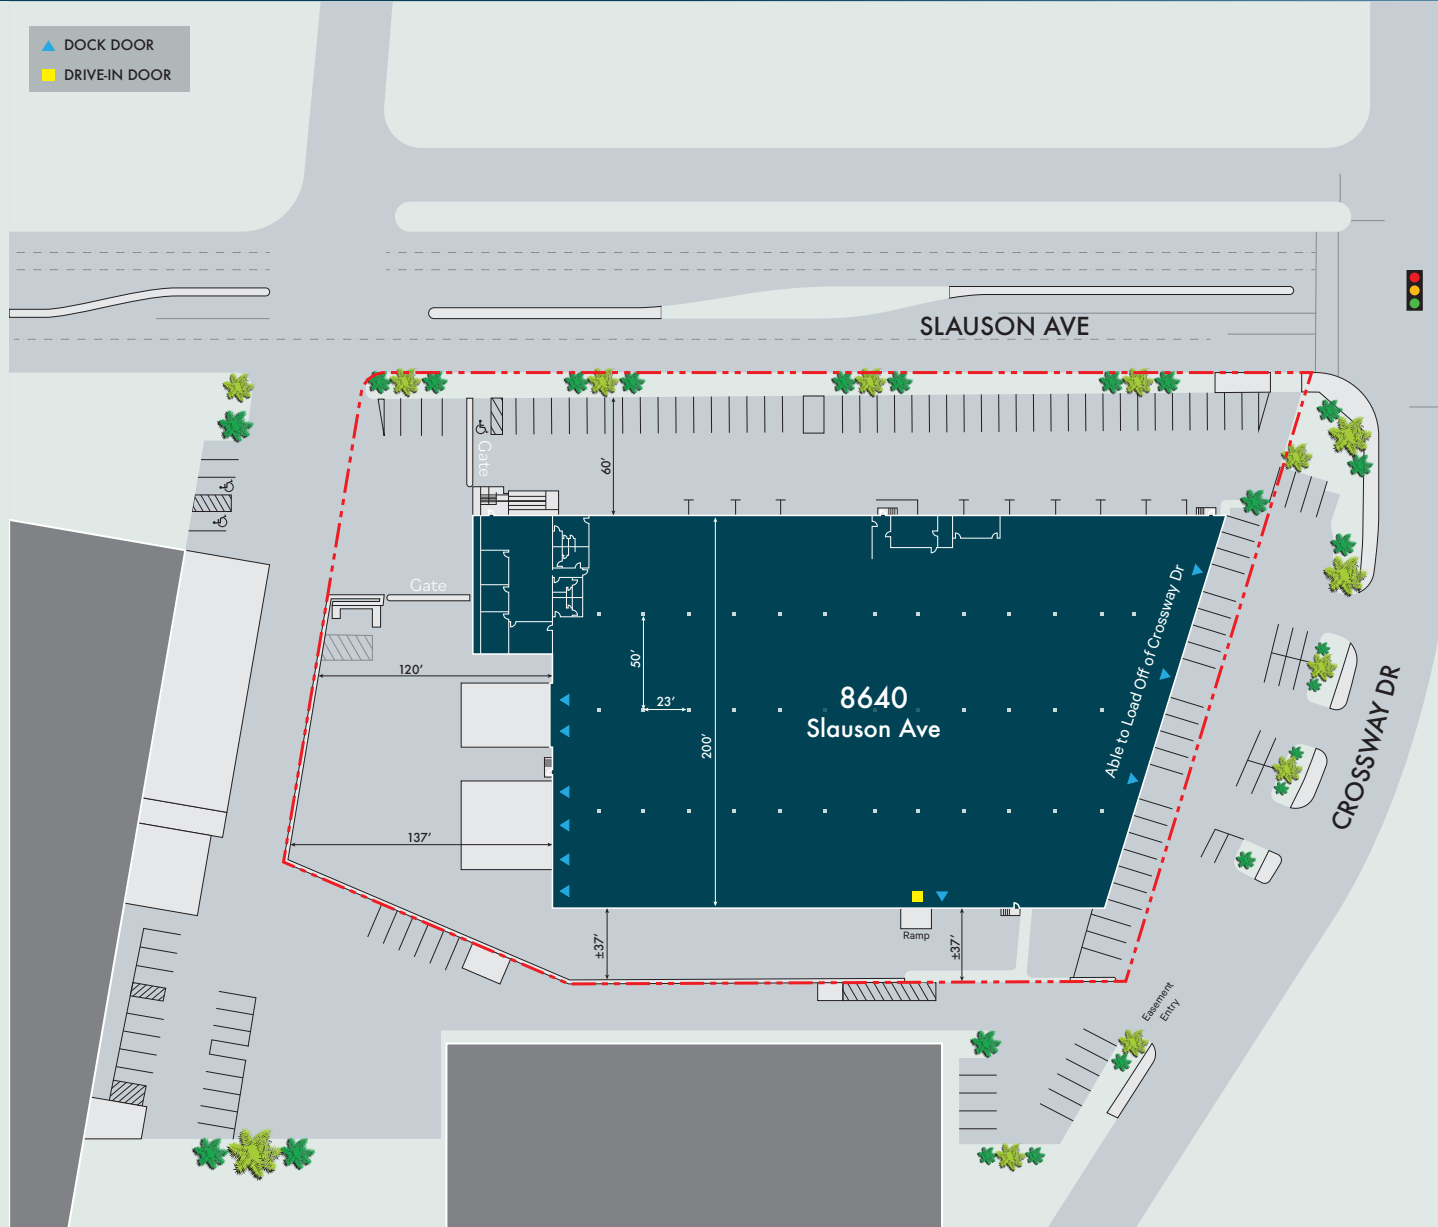 DOCK DOOR
DRIVE-IN DOOR
SLAUSON AVE
Gate
60’
Gate
120’
50’
23’
200’
8640
Slauson Ave
Able to Load Off of Crossway Dr
CROSSWAY DR
137’
±37’
Ramp
±37’
Easement
Entry